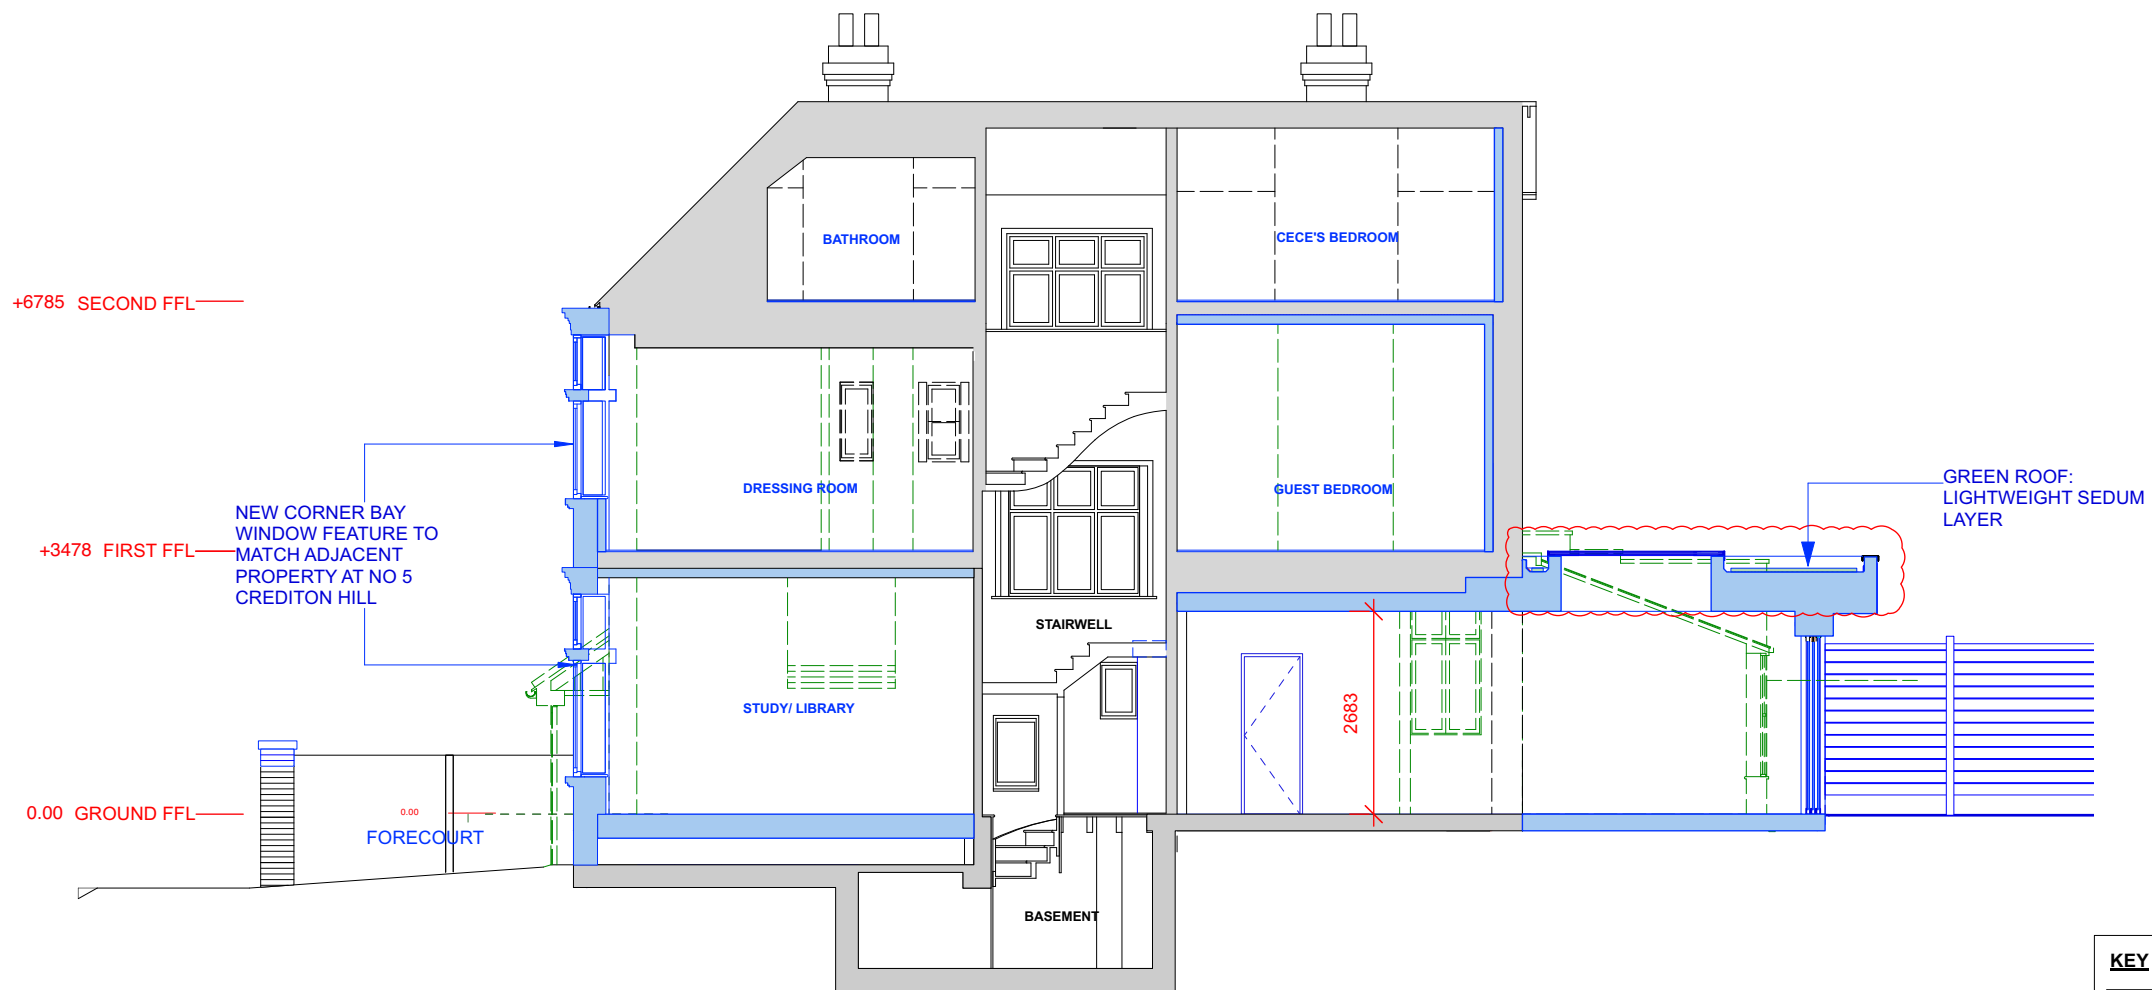 BATHROOM
CECE'S BEDROOM
+6785 SECOND FFL
DRESSING ROOM
GUEST BEDROOM
GREEN ROOF:
LIGHTWEIGHT SEDUM
LAYER
NEW CORNER BAY
WINDOW FEATURE TO
MATCH ADJACENT
PROPERTY AT NO 5
CREDITON HILL
+3478 FIRST FFL
STAIRWELL
STUDY/ LIBRARY
2683
0.00 GROUND FFL
0.00
FORECOURT
BASEMENT
KEY